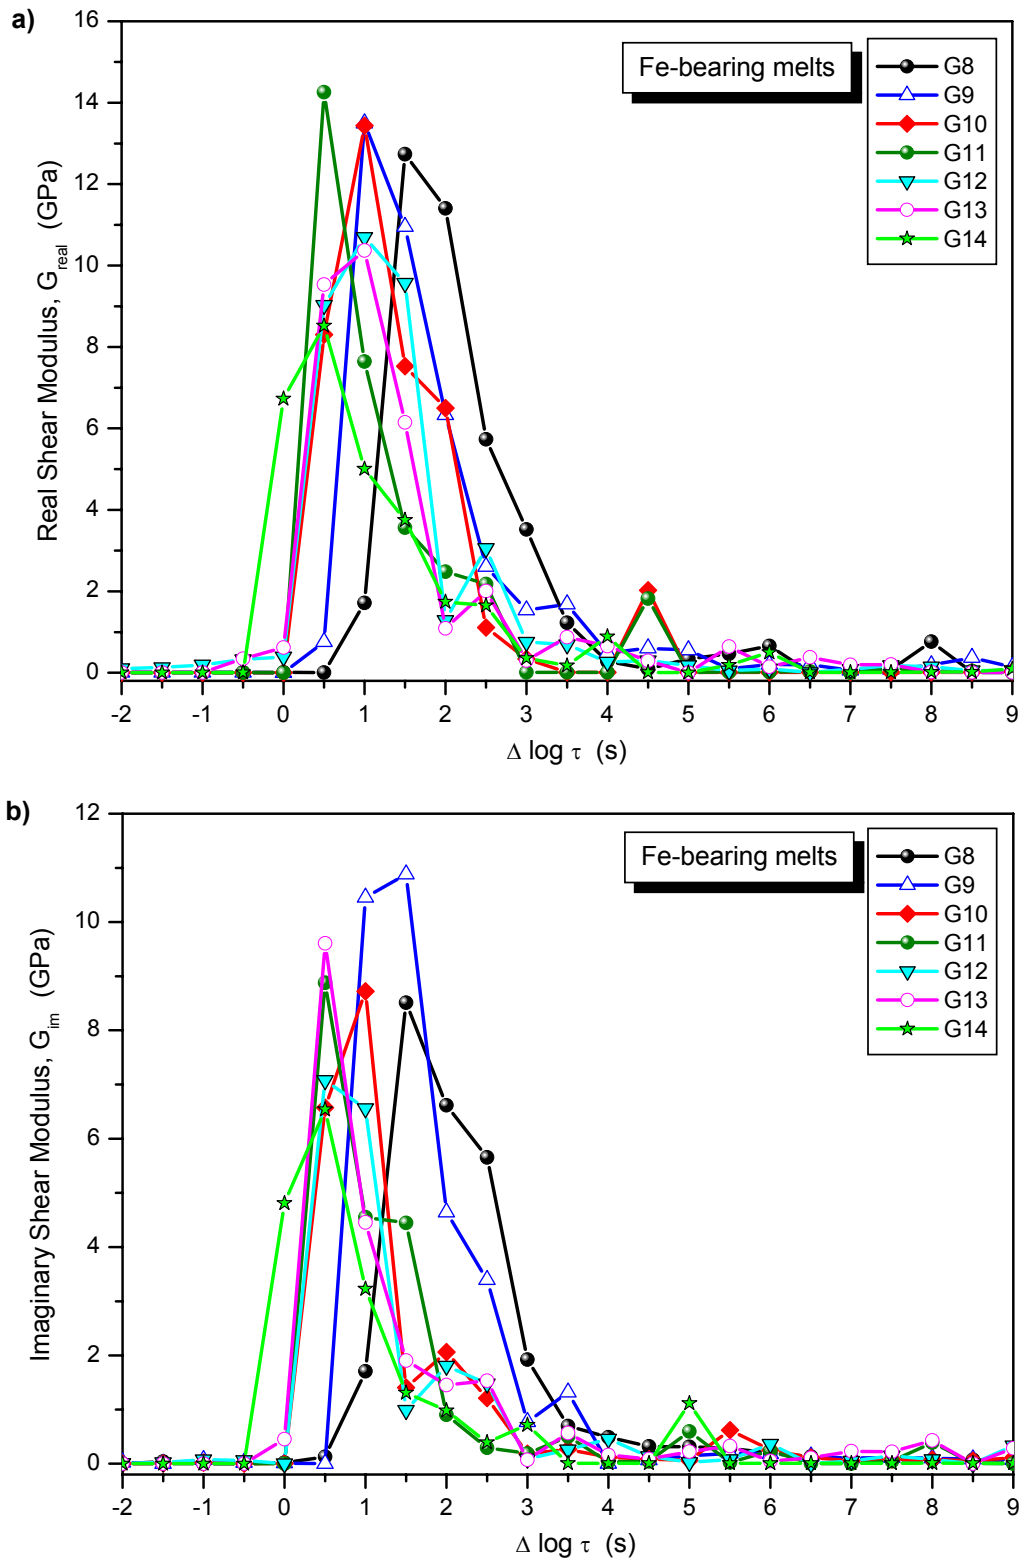 a)
16
14
12
10
8
6
4
2
0
Real Shear Modulus, G_real (GPa)
Fe-bearing melts
G8
G9
G10
G11
G12
G13
G14
-2 -1 0 1 2 3 4 5 6 7 8 9
Δ log τ (s)
b)
12
10
8
6
4
2
0
Imaginary Shear Modulus, G_im (GPa)
Fe-bearing melts
G8
G9
G10
G11
G12
G13
G14
-2 -1 0 1 2 3 4 5 6 7 8 9
Δ log τ (s)